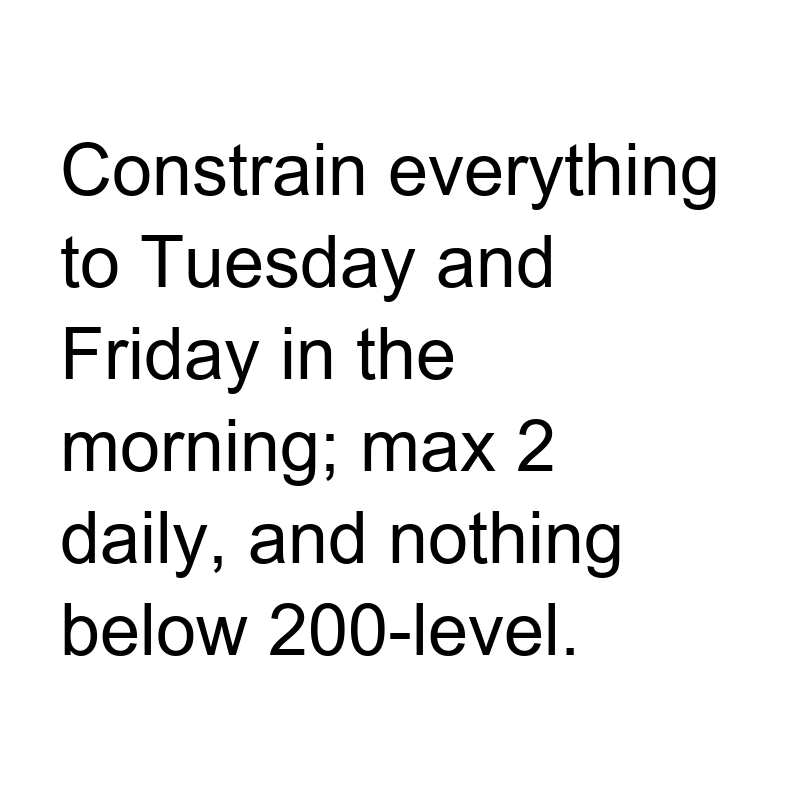 Constrain everything
to Tuesday and
Friday in the
morning; max 2
daily, and nothing
below 200-level.